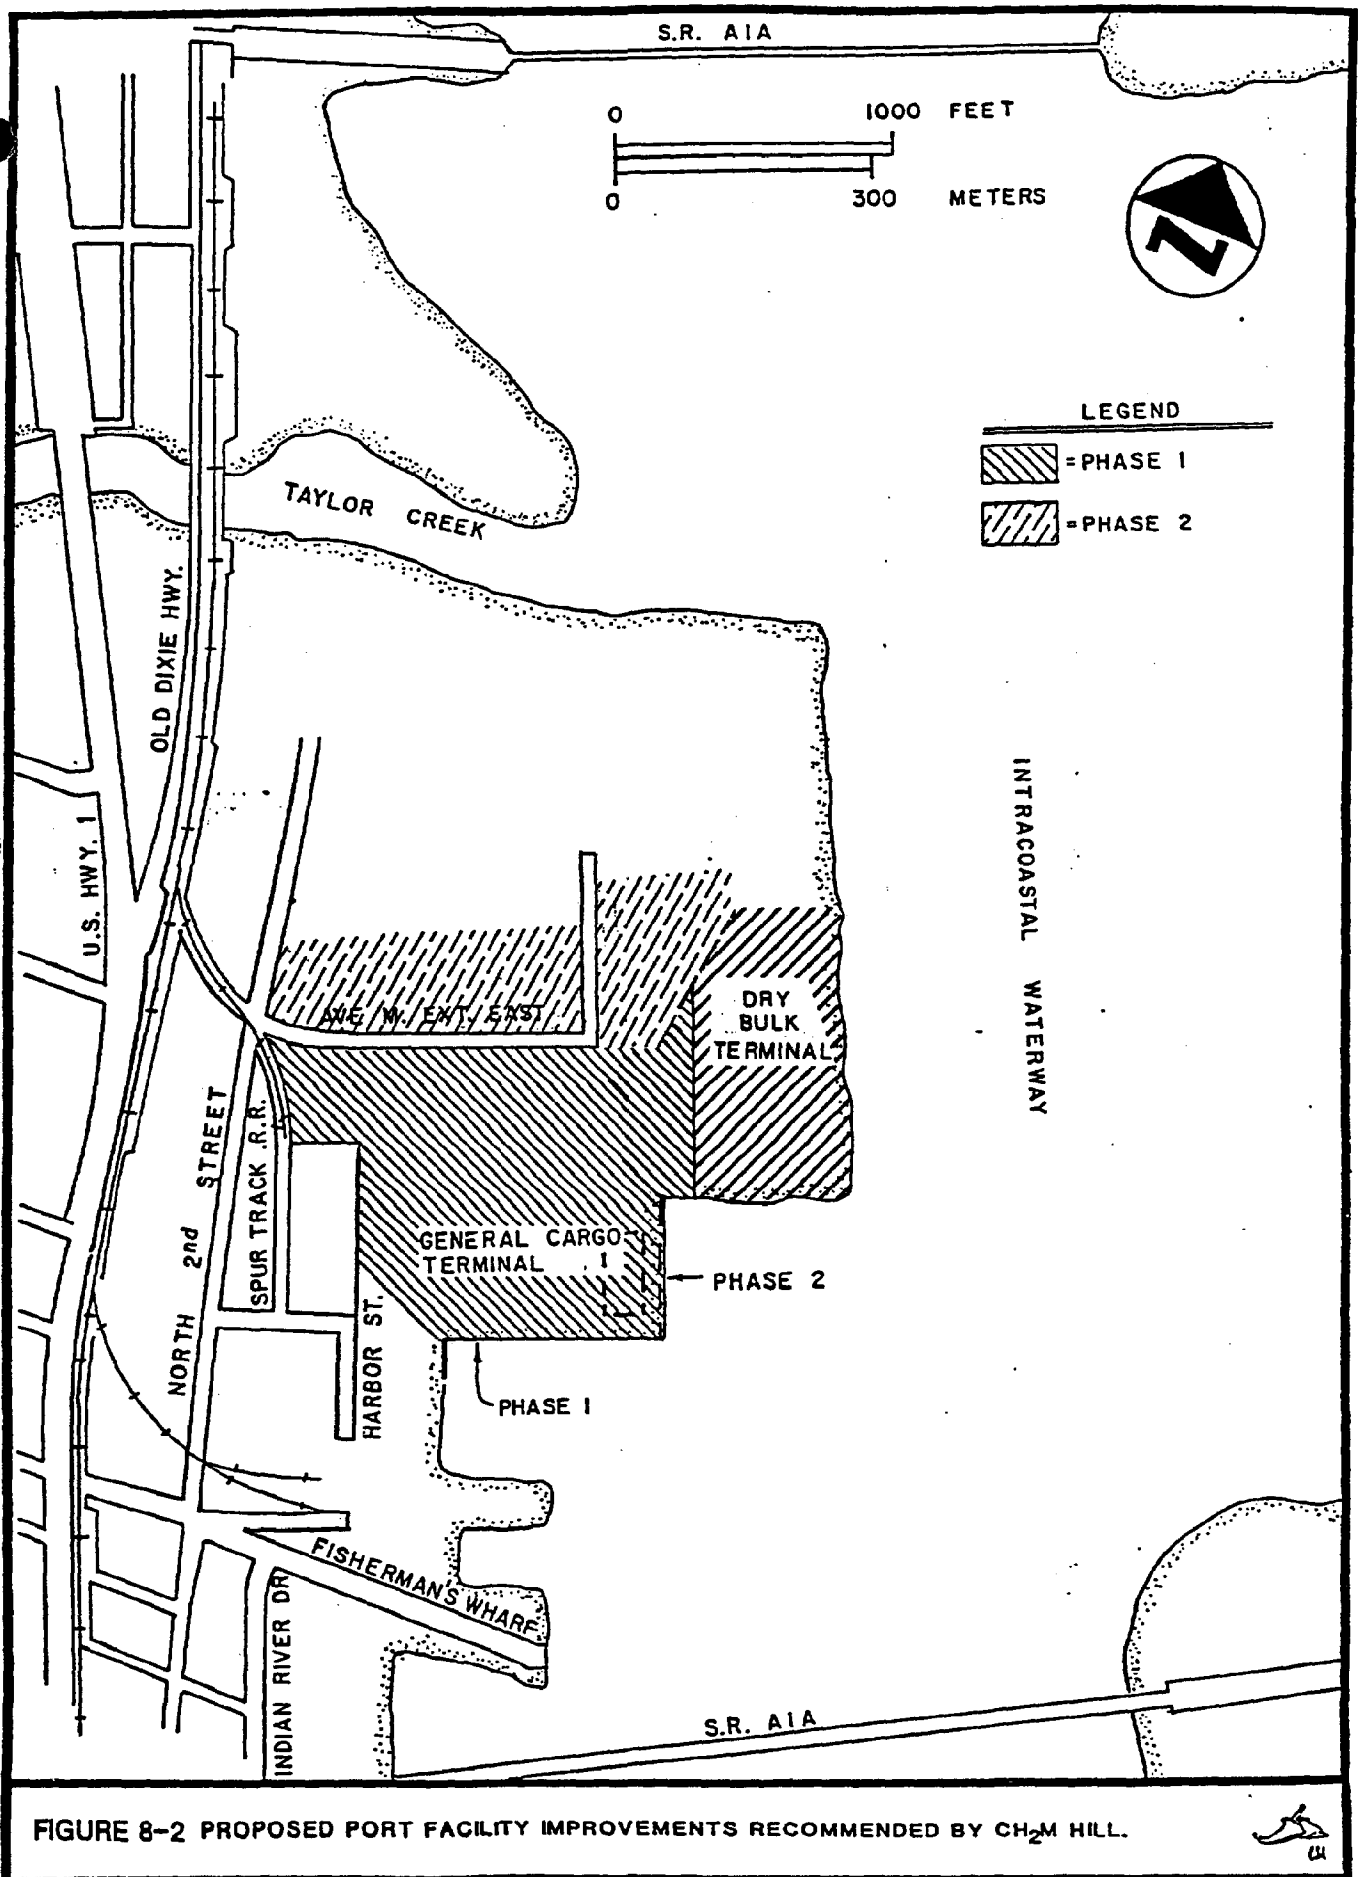 S.R. A1A
0 1000 FEET
0 300 METERS
N
LEGEND
=PHASE 1
=PHASE 2
TAYLOR CREEK
OLD DIXIE HWY.
U.S. HWY. 1
INTRACOASTAL WATERWAY
AVE. M. EXT. EAST
DRY
BULK
TERMINAL
NORTH 2nd STREET
SPUR TRACK R.R.
GENERAL CARGO
TERMINAL
PHASE 2
HARBOR ST.
PHASE 1
FISHERMAN'S WHARF
INDIAN RIVER DR.
S.R. A1A
FIGURE 8-2 PROPOSED PORT FACILITY IMPROVEMENTS RECOMMENDED BY CH2M HILL.